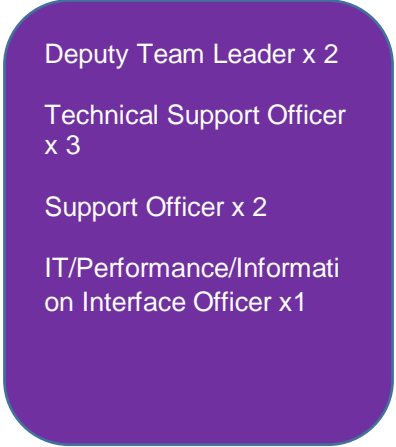 Deputy Team Leader x 2
Technical Support Officer
x 3
Support Officer x 2
IT/Performance/Informati
on Interface Officer x1